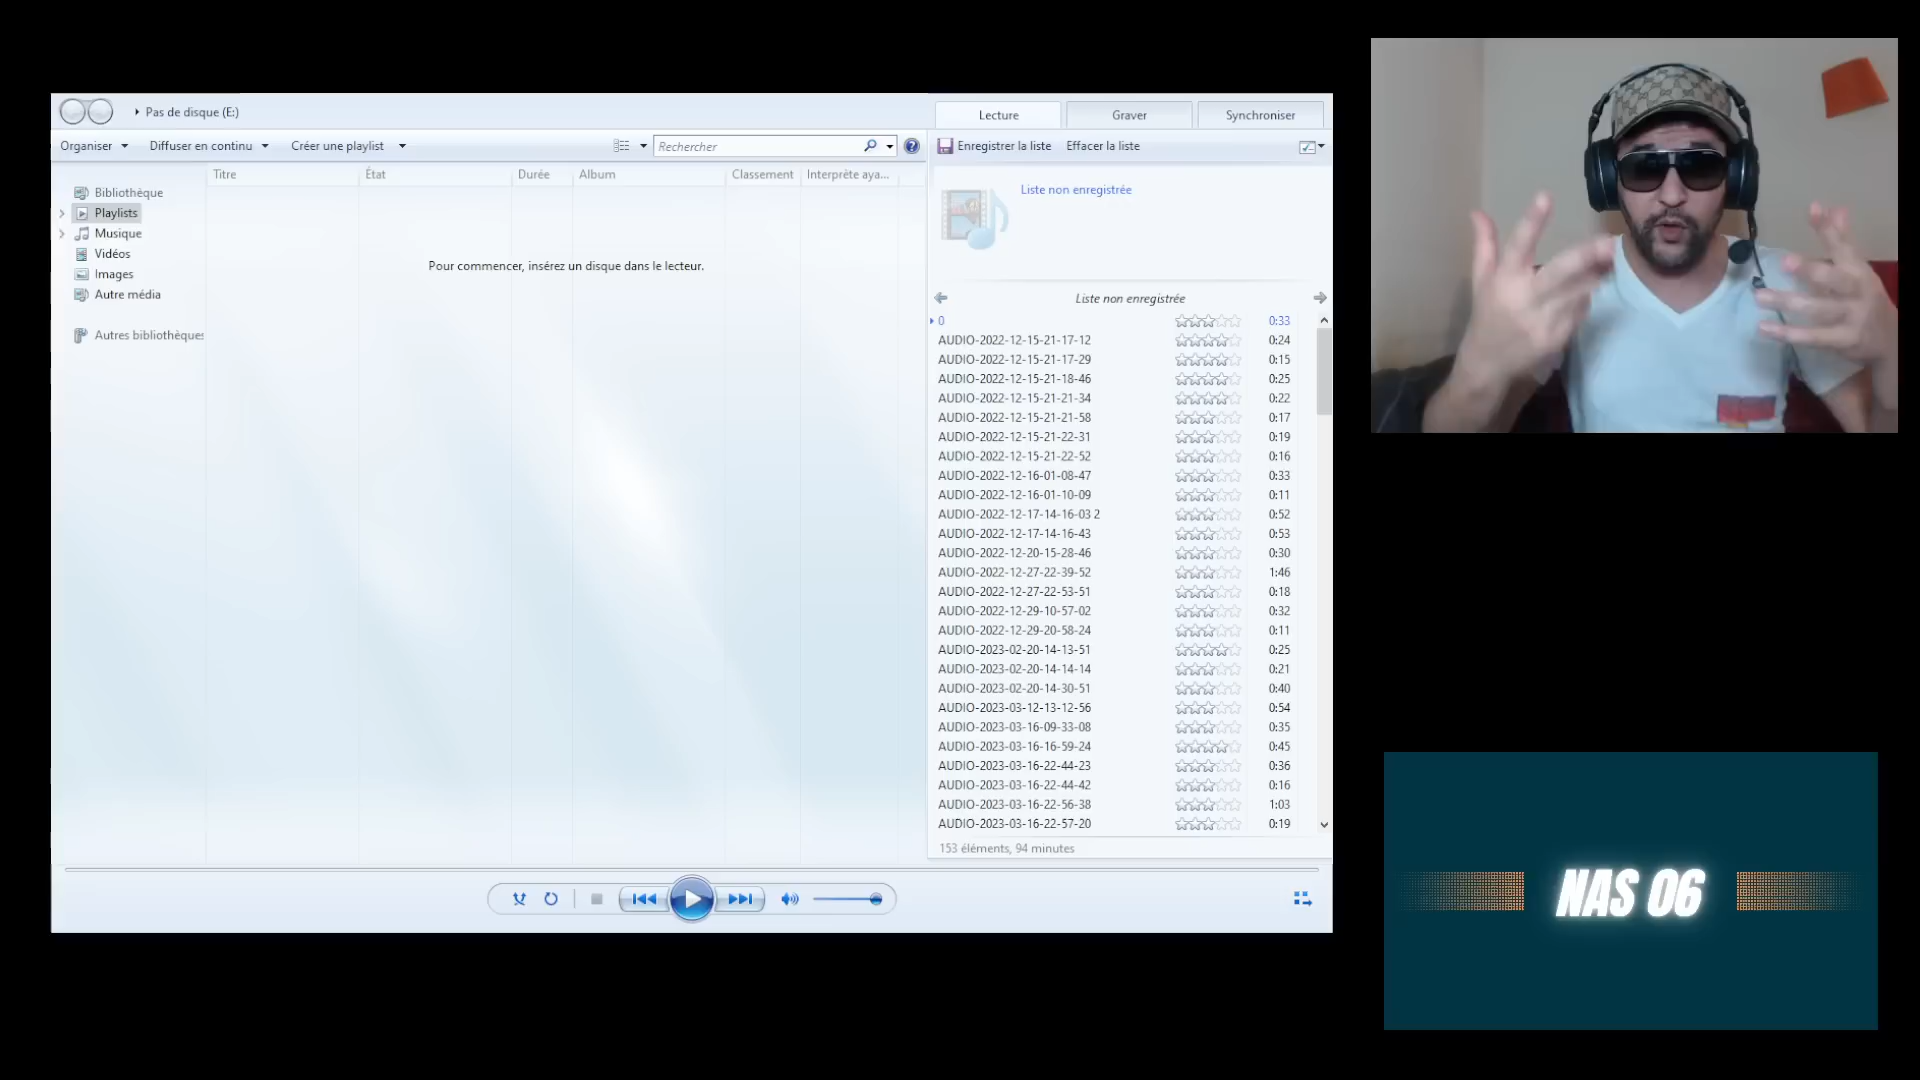 Pas de disque (E:)
Lecture
Graver
Synchroniser
Organiser
Diffuser en continu
Créer une playlist
Rechercher
Enregistrer la liste
Effacer la liste
Titre
État
Durée
Album
Classement
Interprète aya...
Bibliothèque
Playlists
Musique
Vidéos
Images
Autre média
Autres bibliothèques
Pour commencer, insérez un disque dans le lecteur.
Liste non enregistrée
Liste non enregistrée
0 0:33
AUDIO-2022-12-15-21-17-12 0:24
AUDIO-2022-12-15-21-17-29 0:15
AUDIO-2022-12-15-21-18-46 0:25
AUDIO-2022-12-15-21-21-34 0:22
AUDIO-2022-12-15-21-21-58 0:17
AUDIO-2022-12-15-21-22-31 0:19
AUDIO-2022-12-15-21-22-52 0:16
AUDIO-2022-12-16-01-08-47 0:33
AUDIO-2022-12-16-01-10-09 0:11
AUDIO-2022-12-17-14-16-03 2 0:52
AUDIO-2022-12-17-14-16-43 0:53
AUDIO-2022-12-20-15-28-46 0:30
AUDIO-2022-12-27-22-39-52 1:46
AUDIO-2022-12-27-22-53-51 0:18
AUDIO-2022-12-29-10-57-02 0:32
AUDIO-2022-12-29-20-58-24 0:11
AUDIO-2023-02-20-14-13-51 0:25
AUDIO-2023-02-20-14-14-14 0:21
AUDIO-2023-02-20-14-30-51 0:40
AUDIO-2023-03-12-13-12-56 0:54
AUDIO-2023-03-16-09-33-08 0:35
AUDIO-2023-03-16-16-59-24 0:45
AUDIO-2023-03-16-22-44-23 0:36
AUDIO-2023-03-16-22-44-42 0:16
AUDIO-2023-03-16-22-56-38 1:03
AUDIO-2023-03-16-22-57-20 0:19
153 éléments, 94 minutes
NAS 06